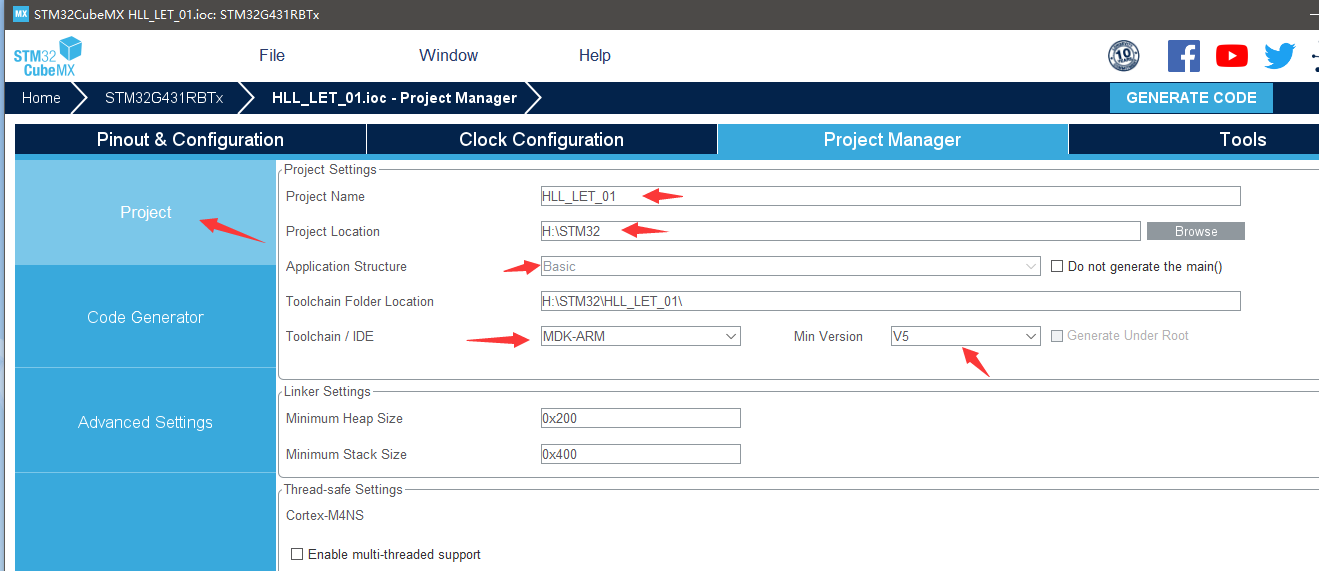 MX STM32CubeMX HLL_LET_01.ioc: STM32G431RBTx
STM32
CubeMX
File Window Help
10
Home STM32G431RBTx HLL_LET_01.ioc - Project Manager GENERATE CODE
Pinout & Configuration Clock Configuration Project Manager Tools
Project
Code Generator
Advanced Settings
Project Settings
Project Name HLL_LET_01
Project Location H:\STM32 Browse
Application Structure Basic Do not generate the main()
Toolchain Folder Location H:\STM32\HLL_LET_01\
Toolchain / IDE MDK-ARM Min Version V5 Generate Under Root
Linker Settings
Minimum Heap Size 0x200
Minimum Stack Size 0x400
Thread-safe Settings
Cortex-M4NS
Enable multi-threaded support